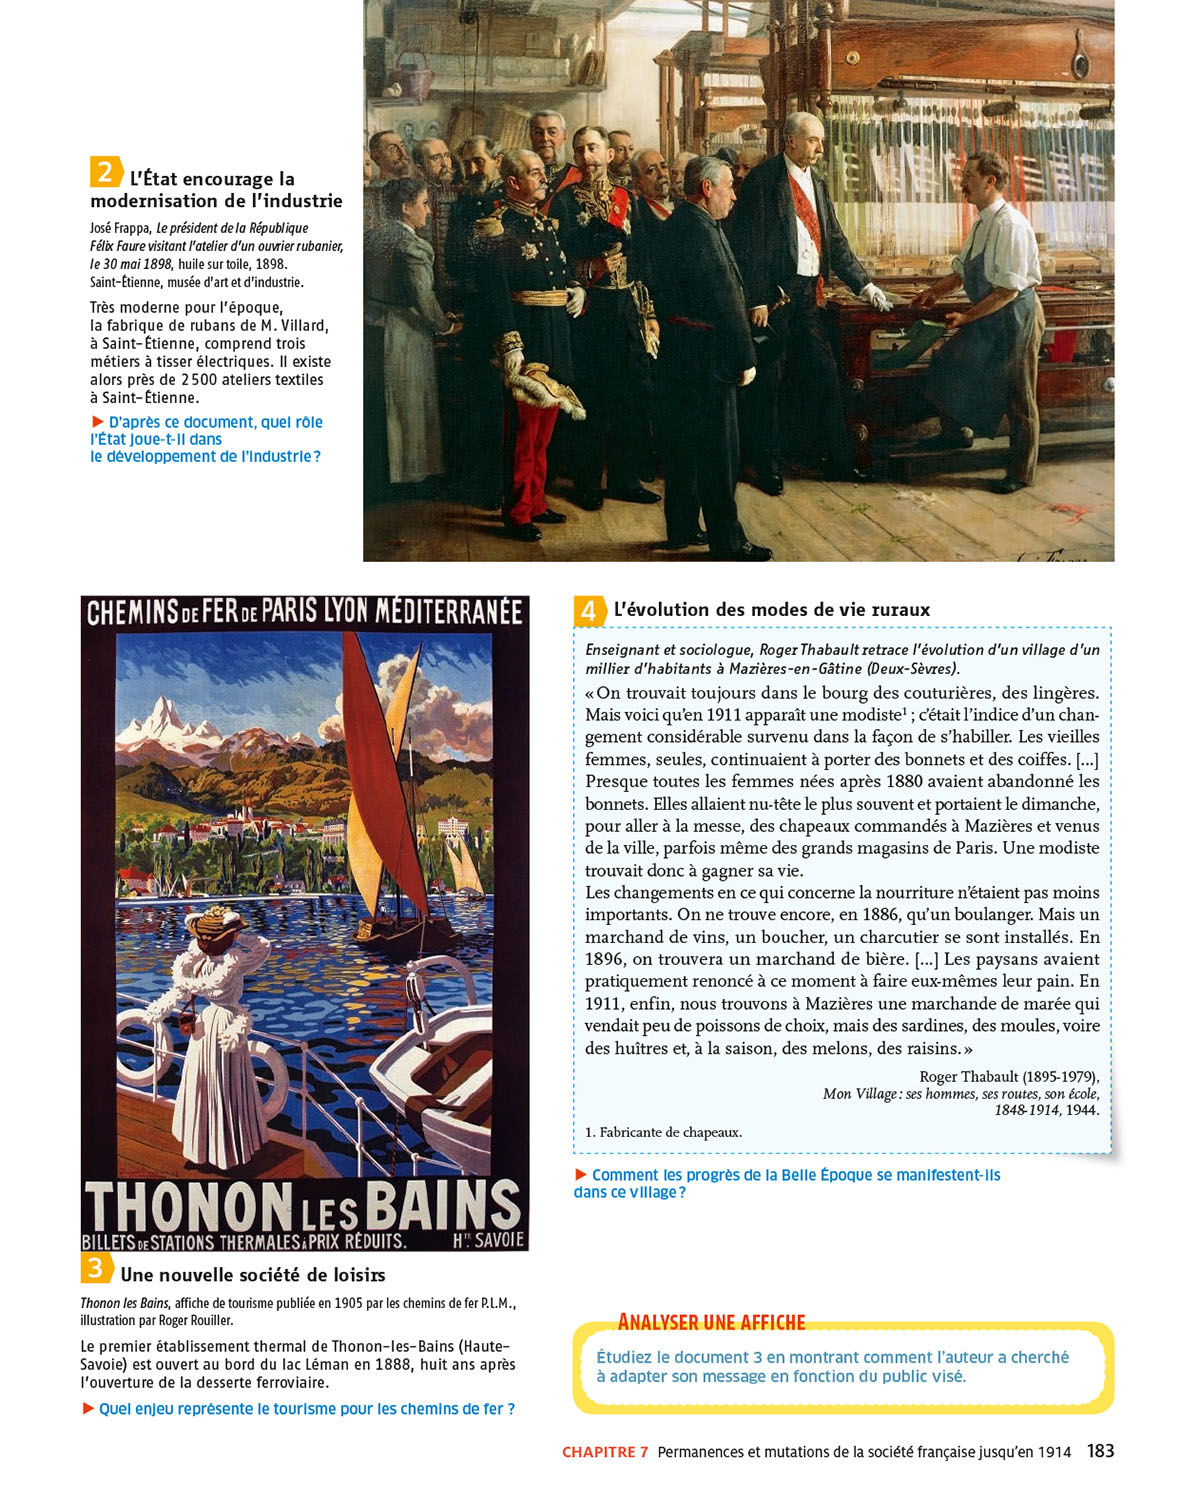 2 L'État encourage la
modernisation de l'industrie
José Frappa, Le président de la République
Félix Faure visitant l'atelier d'un ouvrier rubanier,
le 30 mai 1898, huile sur toile, 1898.
Saint-Étienne, musée d'art et d'industrie.
Très moderne pour l'époque,
la fabrique de rubans de M. Villard,
à Saint-Étienne, comprend trois
métiers à tisser électriques. Il existe
alors près de 2 500 ateliers textiles
à Saint-Étienne.
▶ D'après ce document, quel rôle
l'État joue-t-il dans
le développement de l'industrie ?
CHEMINS DE FER DE PARIS LYON MÉDITERRANÉE
THONON LES BAINS
BILLETS DE STATIONS THERMALES À PRIX RÉDUITS. HTE SAVOIE
3 Une nouvelle société de loisirs
Thonon les Bains, affiche de tourisme publiée en 1905 par les chemins de fer P.L.M.,
illustration par Roger Rouiller.
Le premier établissement thermal de Thonon-les-Bains (Haute-
Savoie) est ouvert au bord du lac Léman en 1888, huit ans après
l'ouverture de la desserte ferroviaire.
▶ Quel enjeu représente le tourisme pour les chemins de fer ?
4 L'évolution des modes de vie ruraux
Enseignant et sociologue, Roger Thabault retrace l'évolution d'un village d'un
millier d'habitants à Mazières-en-Gâtine (Deux-Sèvres).
« On trouvait toujours dans le bourg des couturières, des lingères.
Mais voici qu'en 1911 apparaît une modiste1 ; c'était l'indice d'un chan-
gement considérable survenu dans la façon de s'habiller. Les vieilles
femmes, seules, continuaient à porter des bonnets et des coiffes. [...]
Presque toutes les femmes nées après 1880 avaient abandonné les
bonnets. Elles allaient nu-tête le plus souvent et portaient le dimanche,
pour aller à la messe, des chapeaux commandés à Mazières et venus
de la ville, parfois même des grands magasins de Paris. Une modiste
trouvait donc à gagner sa vie.
Les changements en ce qui concerne la nourriture n'étaient pas moins
importants. On ne trouve encore, en 1886, qu'un boulanger. Mais un
marchand de vins, un boucher, un charcutier se sont installés. En
1896, on trouvera un marchand de bière. [...] Les paysans avaient
pratiquement renoncé à ce moment à faire eux-mêmes leur pain. En
1911, enfin, nous trouvons à Mazières une marchande de marée qui
vendait peu de poissons de choix, mais des sardines, des moules, voire
des huîtres et, à la saison, des melons, des raisins. »
Roger Thabault (1895-1979),
Mon Village : ses hommes, ses routes, son école,
1848-1914, 1944.
1. Fabricante de chapeaux.
▶ Comment les progrès de la Belle Époque se manifestent-ils
dans ce village ?
ANALYSER UNE AFFICHE
Étudiez le document 3 en montrant comment l'auteur a cherché
à adapter son message en fonction du public visé.
CHAPITRE 7 Permanences et mutations de la société française jusqu'en 1914 183